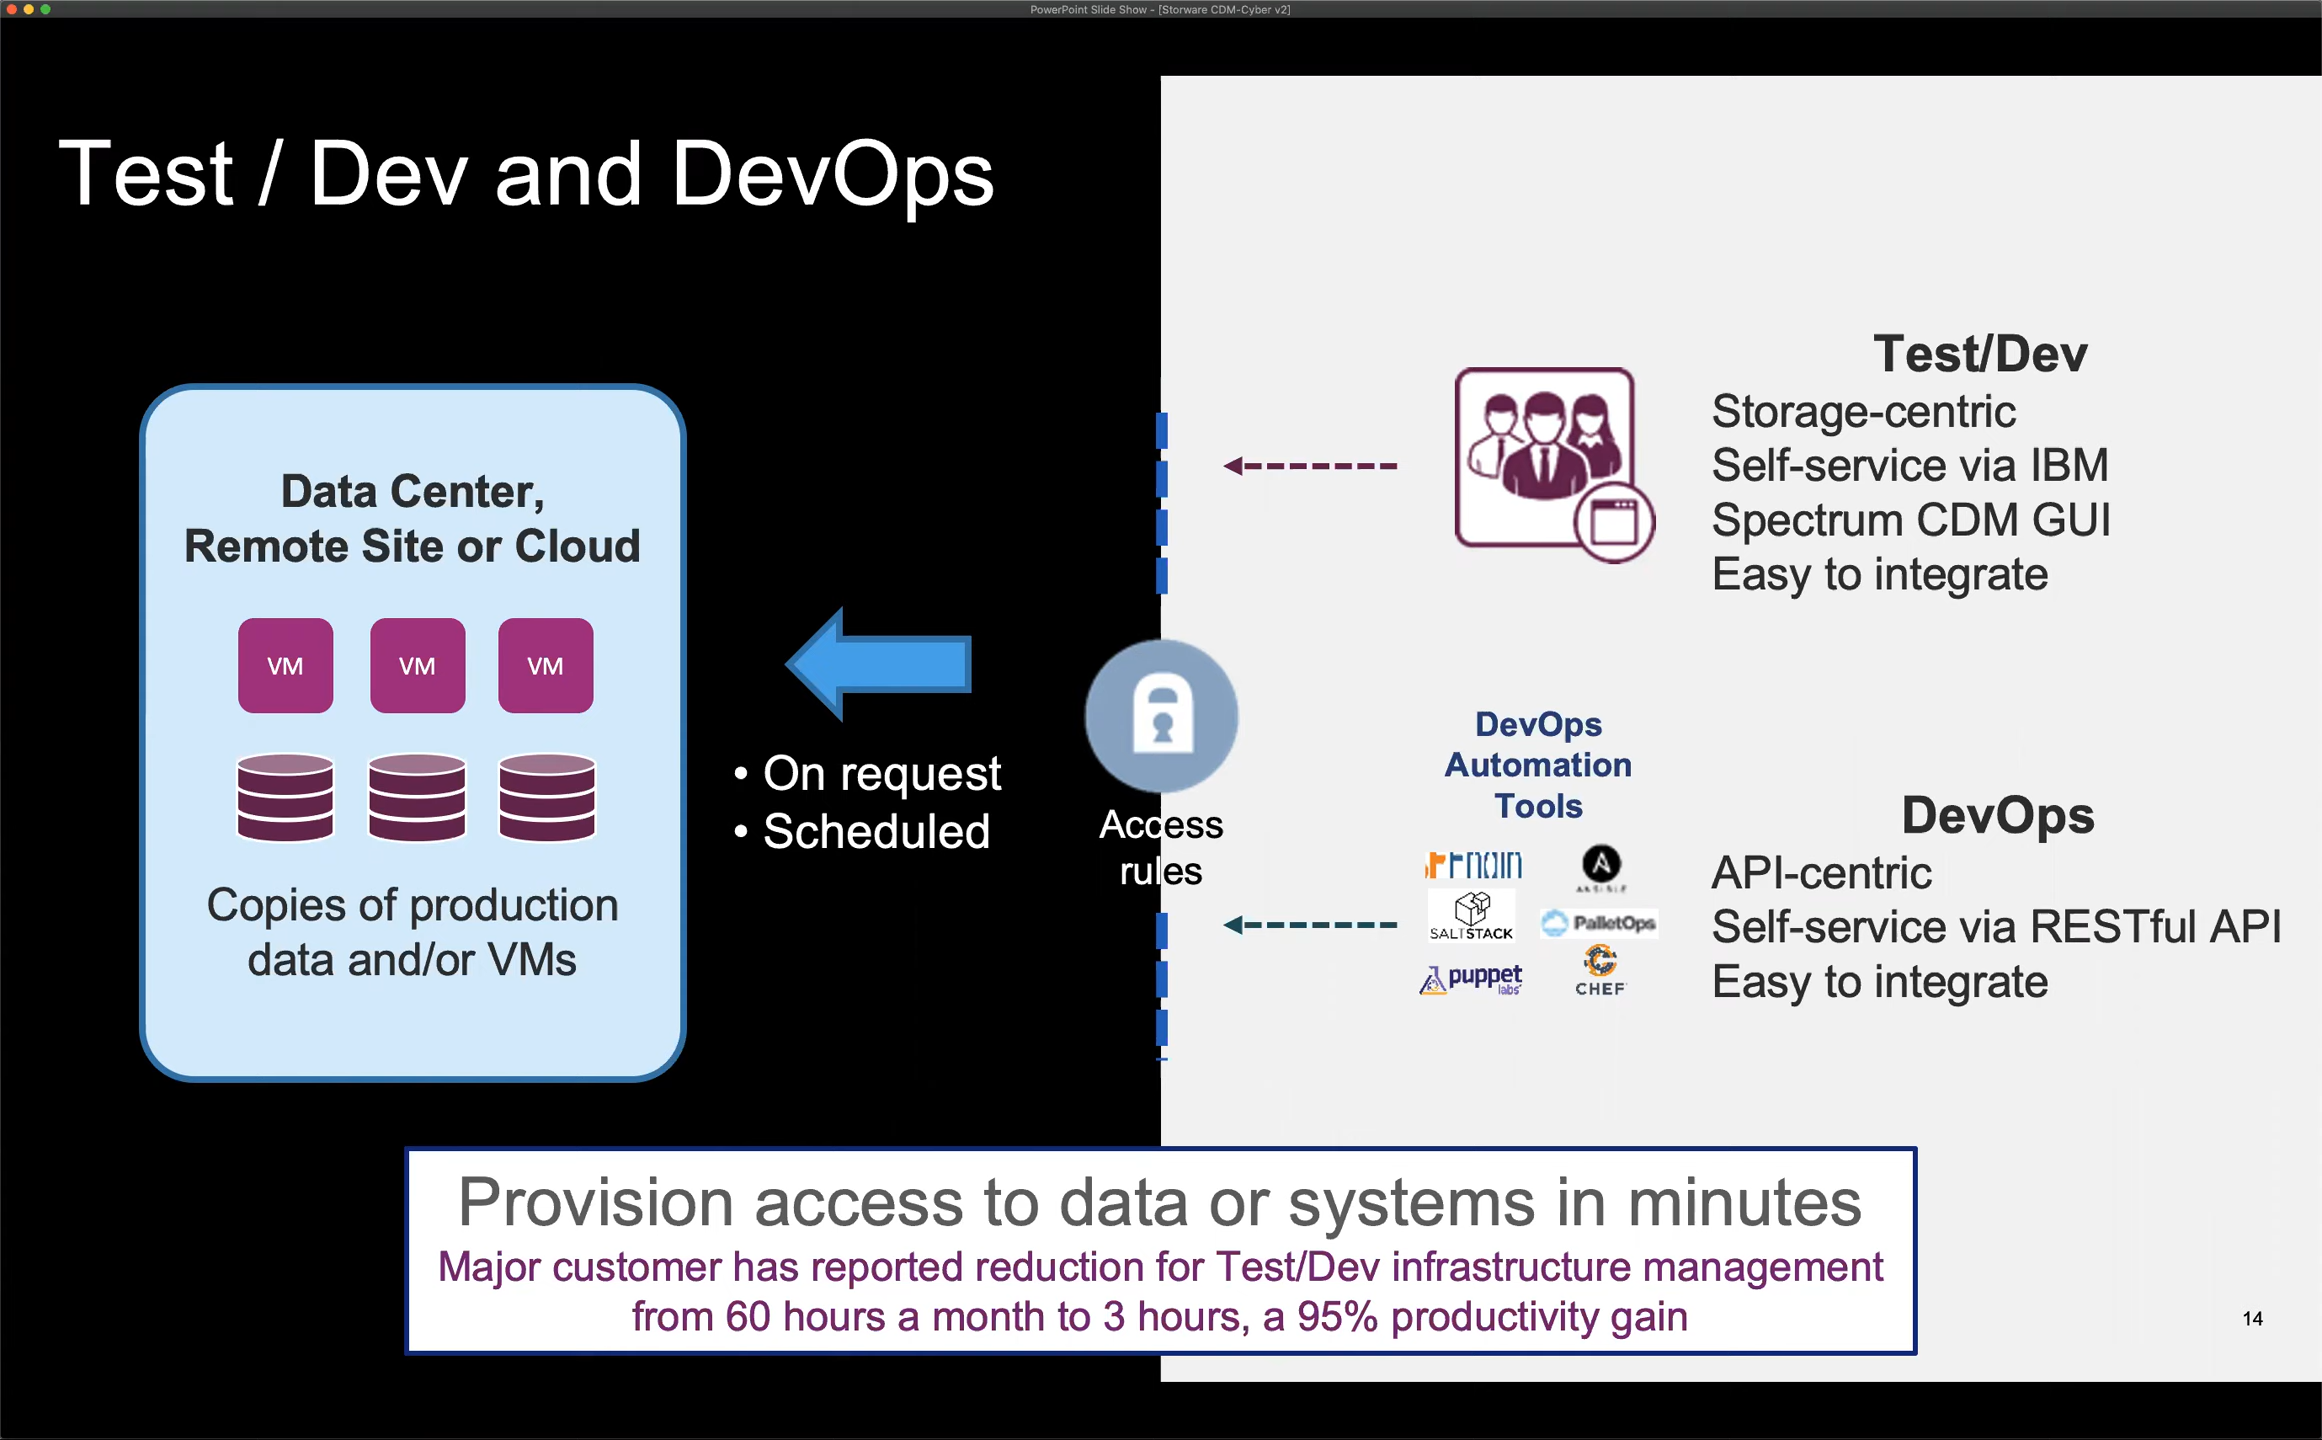 PowerPoint Slide Show - [Storware CDM-Cyber v2]
Test / Dev and DevOps
Data Center,
Remote Site or Cloud
VM VM VM
Copies of production
data and/or VMs
• On request
• Scheduled
Access
rules
Test/Dev
Storage-centric
Self-service via IBM
Spectrum CDM GUI
Easy to integrate
DevOps
Automation
Tools
ANSIBLE
SALTSTACK
PalletOps
puppet
labs
CHEF
DevOps
API-centric
Self-service via RESTful API
Easy to integrate
Provision access to data or systems in minutes
Major customer has reported reduction for Test/Dev infrastructure management
from 60 hours a month to 3 hours, a 95% productivity gain
14